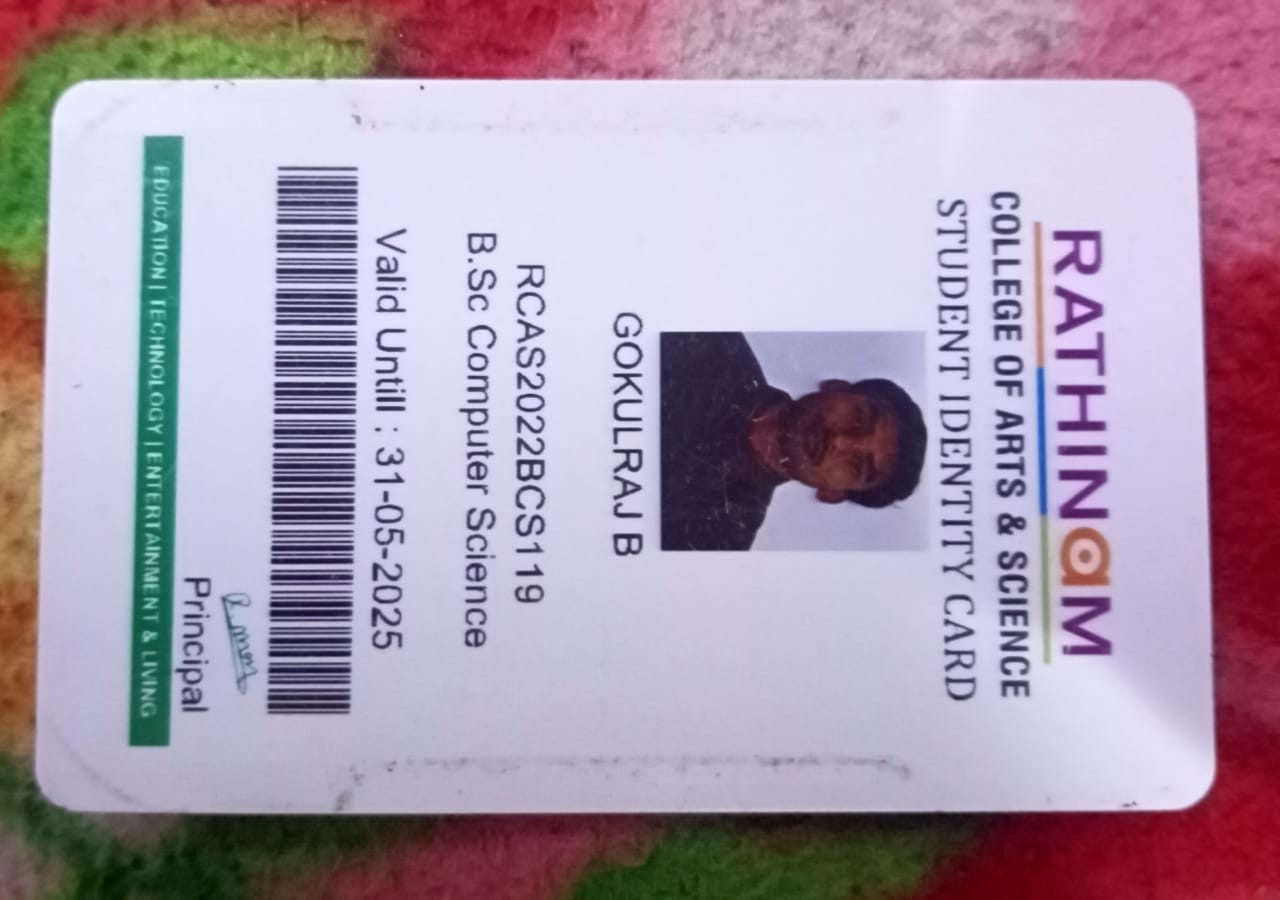 RATHINaM
COLLEGE OF ARTS & SCIENCE
STUDENT IDENTITY CARD
GOKULRAJ B
RCAS2022BCS119
B.Sc Computer Science
Valid Untill : 31-05-2025
Principal
EDUCATION | TECHNOLOGY | ENTERTAINMENT & LIVING